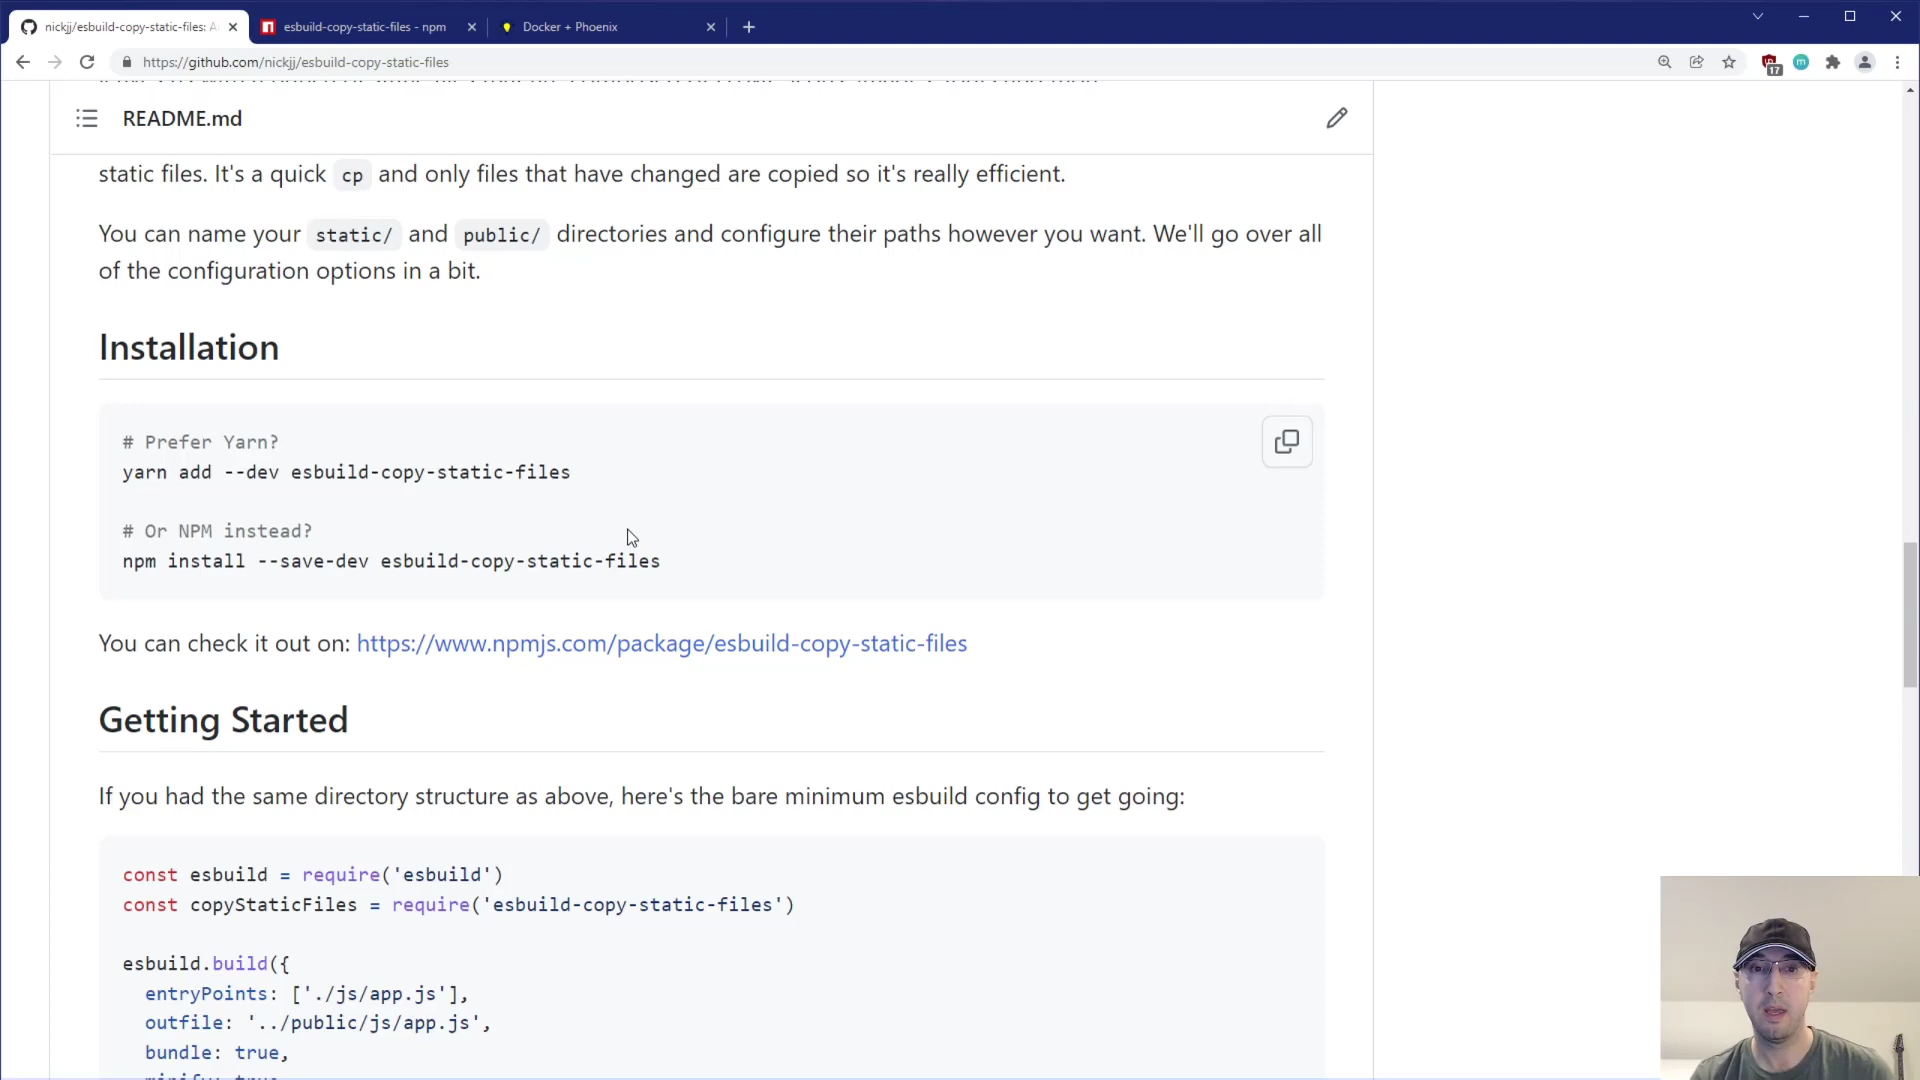 nickjj/esbuild-copy-static-files: A
esbuild-copy-static-files - npm
Docker + Phoenix
https://github.com/nickjj/esbuild-copy-static-files
17
README.md
static files. It's a quick cp and only files that have changed are copied so it's really efficient.
You can name your static/ and public/ directories and configure their paths however you want. We'll go over all
of the configuration options in a bit.
Installation
# Prefer Yarn?
yarn add --dev esbuild-copy-static-files
# Or NPM instead?
npm install --save-dev esbuild-copy-static-files
You can check it out on: https://www.npmjs.com/package/esbuild-copy-static-files
Getting Started
If you had the same directory structure as above, here's the bare minimum esbuild config to get going:
const esbuild = require('esbuild')
const copyStaticFiles = require('esbuild-copy-static-files')
esbuild.build({
entryPoints: ['./js/app.js'],
outfile: '../public/js/app.js',
bundle: true,